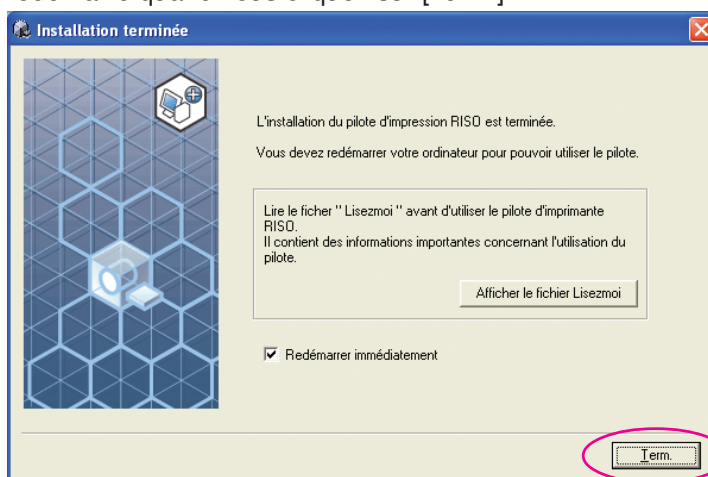 Installation terminée
L'installation du pilote d'impression RISO est terminée.
Vous devez redémarrer votre ordinateur pour pouvoir utiliser le pilote.
Lire le ficher " Lisezmoi " avant d'utiliser le pilote d'imprimante
RISO.
Il contient des informations importantes concernant l'utilisation du
pilote.
Afficher le fichier Lisezmoi
Redémarrer immédiatement
Term.